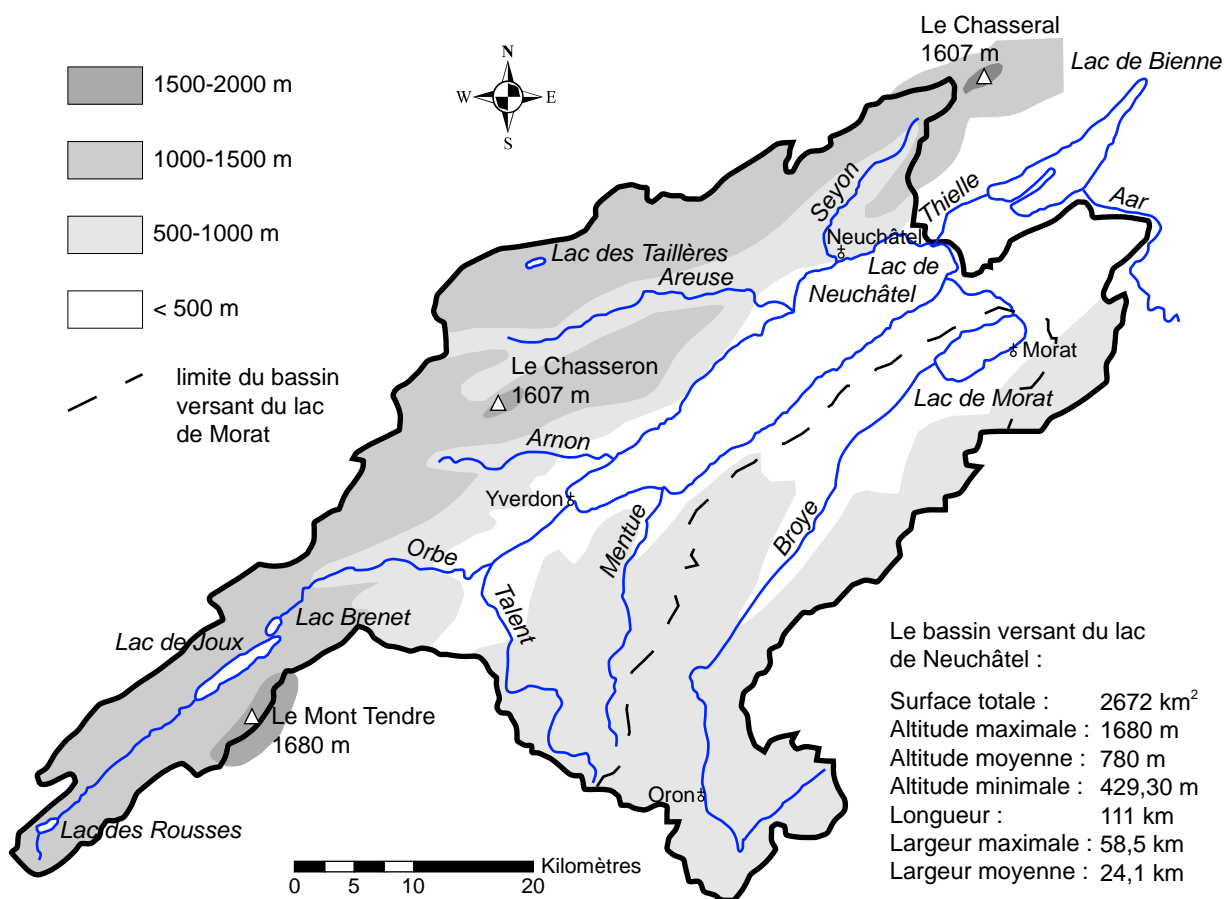 Le Chasseral
1607 m
Lac de Bienne
1500-2000 m
1000-1500 m
500-1000 m
< 500 m
limite du bassin
versant du lac
de Morat
N
W E
S
Seyon
Thielle
Aar
Neuchâtel
Lac des Taillères
Areuse
Lac de
Neuchâtel
Morat
Le Chasseron
1607 m
Lac de Morat
Arnon
Yverdon
Orbe
Mentue
Broye
Talent
Lac Brenet
Lac de Joux
Le Mont Tendre
1680 m
Oron
Lac des Rousses
Kilomètres
0 5 10 20
Le bassin versant du lac
de Neuchâtel :
Surface totale : 2672 km²
Altitude maximale : 1680 m
Altitude moyenne : 780 m
Altitude minimale : 429,30 m
Longueur : 111 km
Largeur maximale : 58,5 km
Largeur moyenne : 24,1 km